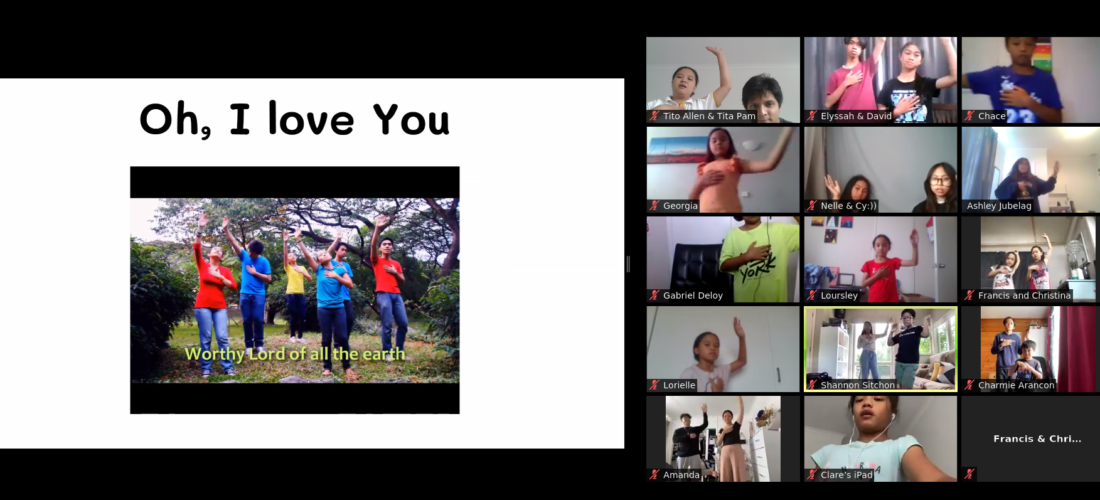 Oh, I love You
Worthy Lord of all the earth
Tito Allen & Tita Pam
Elyssah & David
Chace
Georgia
Nelle & Cy:))
Ashley Jubelag
YORK
Gabriel Deloy
Loursley
Francis and Christina
Lorielle
Shannon Sitchon
Charmie Arancon
Amanda
Clare's iPad
Francis & Chri...